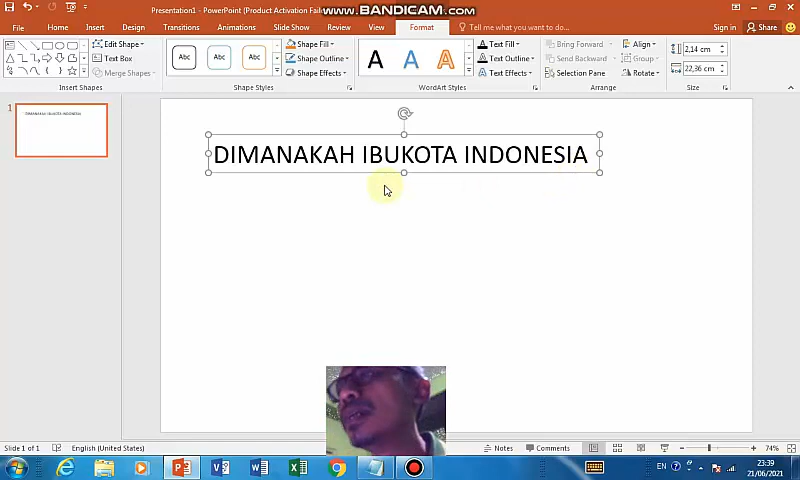 Presentation1 - PowerPoint (Product Activation Fai
www.BANDICAM.com
File Home Insert Design Transitions Animations Slide Show Review View Format Tell me what you want to do... Sign in Share
Edit Shape
Text Box
Merge Shapes
Insert Shapes
Abc Abc Abc
Shape Fill
Shape Outline
Shape Effects
Shape Styles
A A A
Text Fill
Text Outline
Text Effects
WordArt Styles
Bring Forward
Send Backward
Selection Pane
Align
Group
Rotate
Arrange
2,14 cm
22,36 cm
Size
1
DIMANAKAH IBUKOTA INDONESIA
DIMANAKAH IBUKOTA INDONESIA
Slide 1 of 1 English (United States) Notes Comments 74%
EN 23:39
21/06/2021